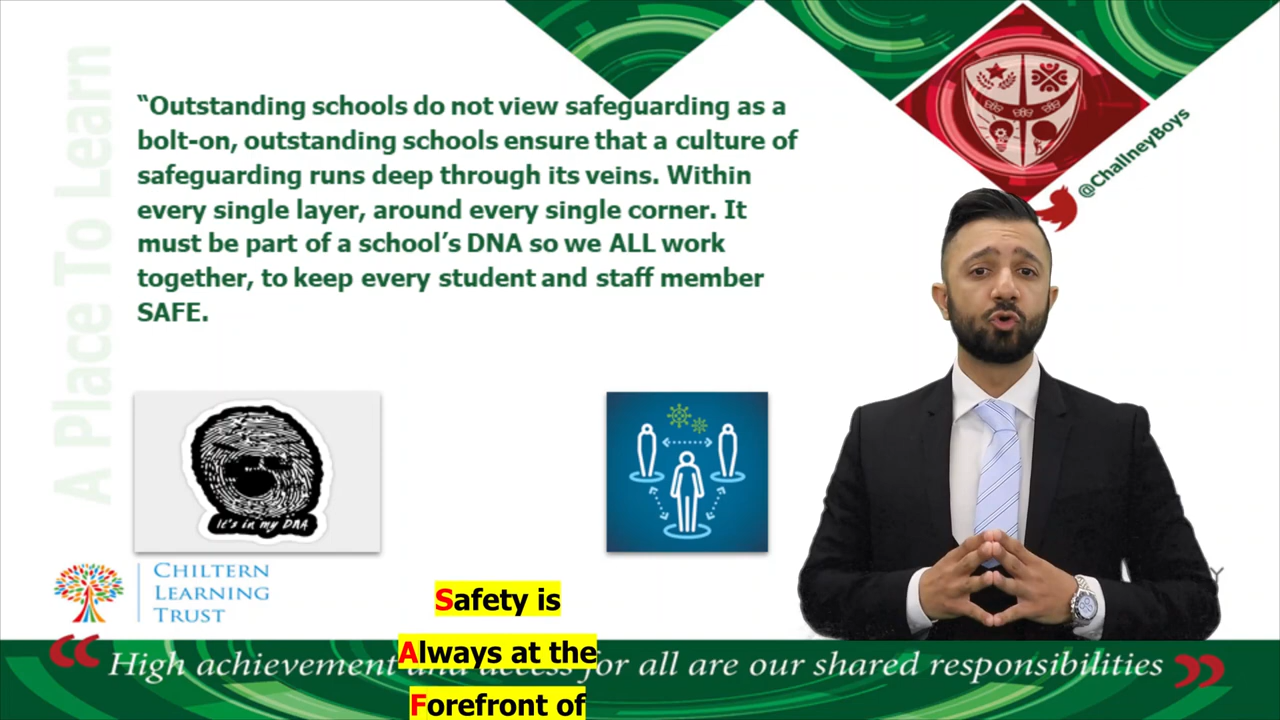 A Place To Learn
“Outstanding schools do not view safeguarding as a
bolt-on, outstanding schools ensure that a culture of
safeguarding runs deep through its veins. Within
every single layer, around every single corner. It
must be part of a school’s DNA so we ALL work
together, to keep every student and staff member
SAFE.
@ChallneyBoys
It's in my DNA
CHILTERN
LEARNING
TRUST
Safety is
Always at the
Forefront of
“ High achievement and access for all are our shared responsibilities ”